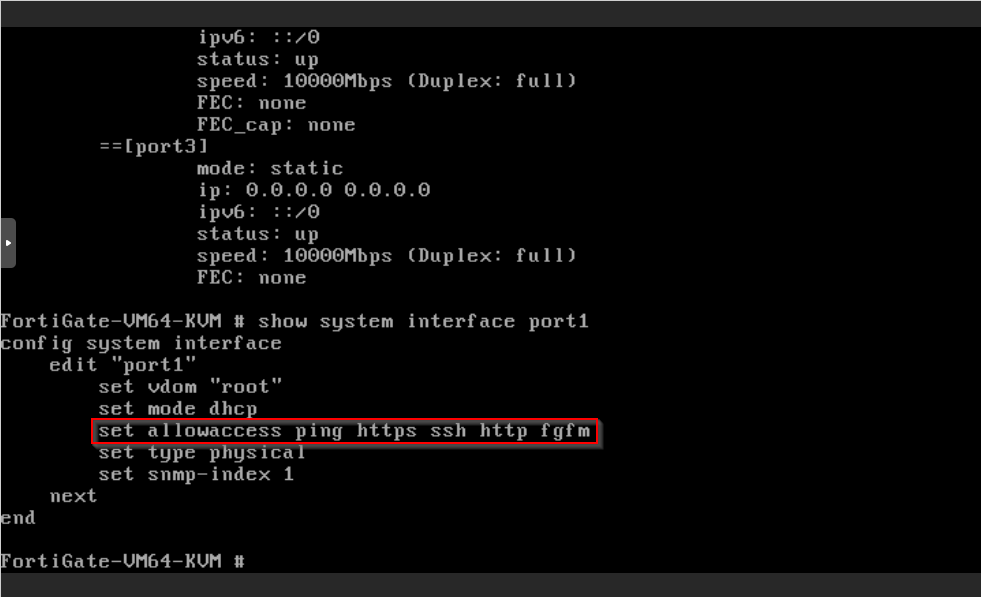 ipv6: ::/0
status: up
speed: 10000Mbps (Duplex: full)
FEC: none
FEC_cap: none
==[port3]
mode: static
ip: 0.0.0.0 0.0.0.0
ipv6: ::/0
status: up
speed: 10000Mbps (Duplex: full)
FEC: none
FortiGate-VM64-KVM # show system interface port1
config system interface
edit "port1"
set vdom "root"
set mode dhcp
set allowaccess ping https ssh http fgfm
set type physical
set snmp-index 1
next
end
FortiGate-VM64-KVM #